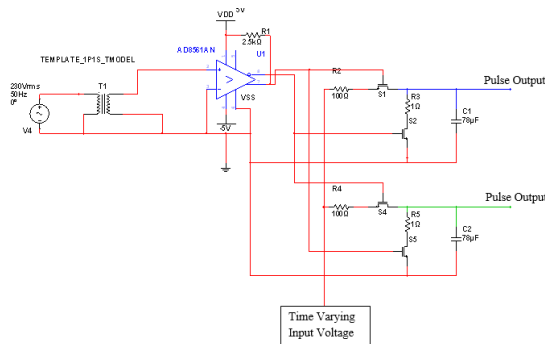 VDD 5V
R1
2.5kΩ
AD8561AN
U1
TEMPLATE_1P1S_TMODEL
T1
230Vrms
50Hz
0°
V4
VSS
-5V
R2
100Ω
S1
Pulse Output
R3
1Ω
S2
C1
78µF
R4
100Ω
S4
Pulse Output
R5
1Ω
S5
C2
78µF
Time Varying
Input Voltage